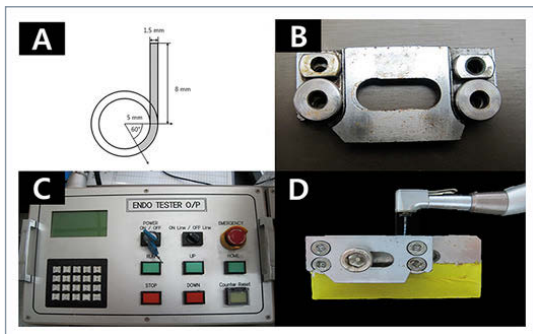 A
1.5 mm
8 mm
5 mm
60°
B
C
ENDO TESTER O/P
POWER
ON / OFF
ON Line / OFF Line
EMERGENCY
RUN
UP
HOME
STOP
DOWN
Counter Reset
D